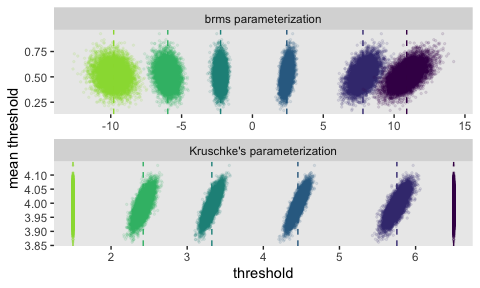 brms parameterization
0.75
0.50
0.25
-10 -5 0 5 10 15
Kruschke's parameterization
4.10
4.05
4.00
3.95
3.90
3.85
2 3 4 5 6
threshold
mean threshold